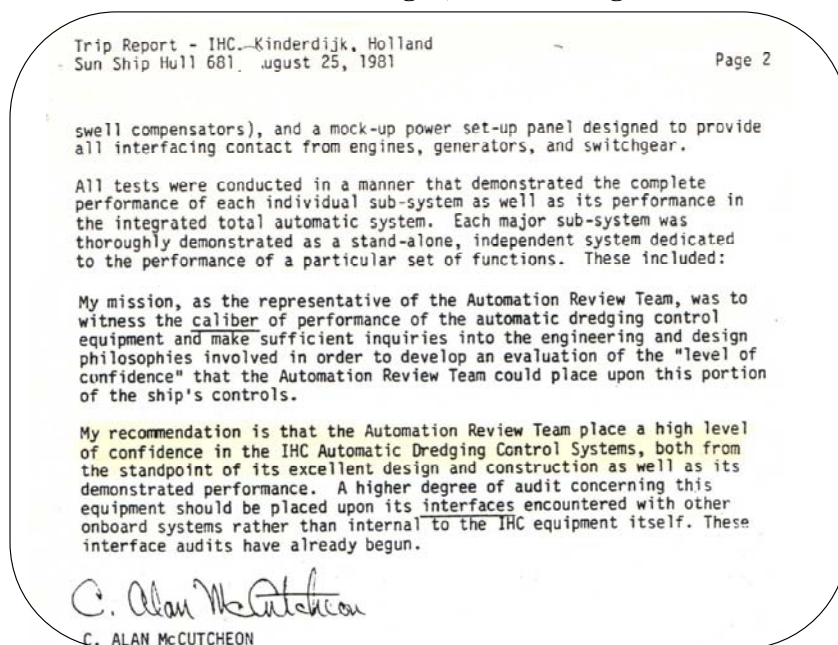 Trip Report - IHC. Kinderdijk, Holland
Sun Ship Hull 681. ugust 25, 1981 Page 2
swell compensators), and a mock-up power set-up panel designed to provide
all interfacing contact from engines, generators, and switchgear.
All tests were conducted in a manner that demonstrated the complete
performance of each individual sub-system as well as its performance in
the integrated total automatic system. Each major sub-system was
thoroughly demonstrated as a stand-alone, independent system dedicated
to the performance of a particular set of functions. These included:
My mission, as the representative of the Automation Review Team, was to
witness the caliber of performance of the automatic dredging control
equipment and make sufficient inquiries into the engineering and design
philosophies involved in order to develop an evaluation of the "level of
confidence" that the Automation Review Team could place upon this portion
of the ship's controls.
My recommendation is that the Automation Review Team place a high level
of confidence in the IHC Automatic Dredging Control Systems, both from
the standpoint of its excellent design and construction as well as its
demonstrated performance. A higher degree of audit concerning this
equipment should be placed upon its interfaces encountered with other
onboard systems rather than internal to the IHC equipment itself. These
interface audits have already begun.
C. Alan McCutcheon
C. ALAN McCUTCHEON